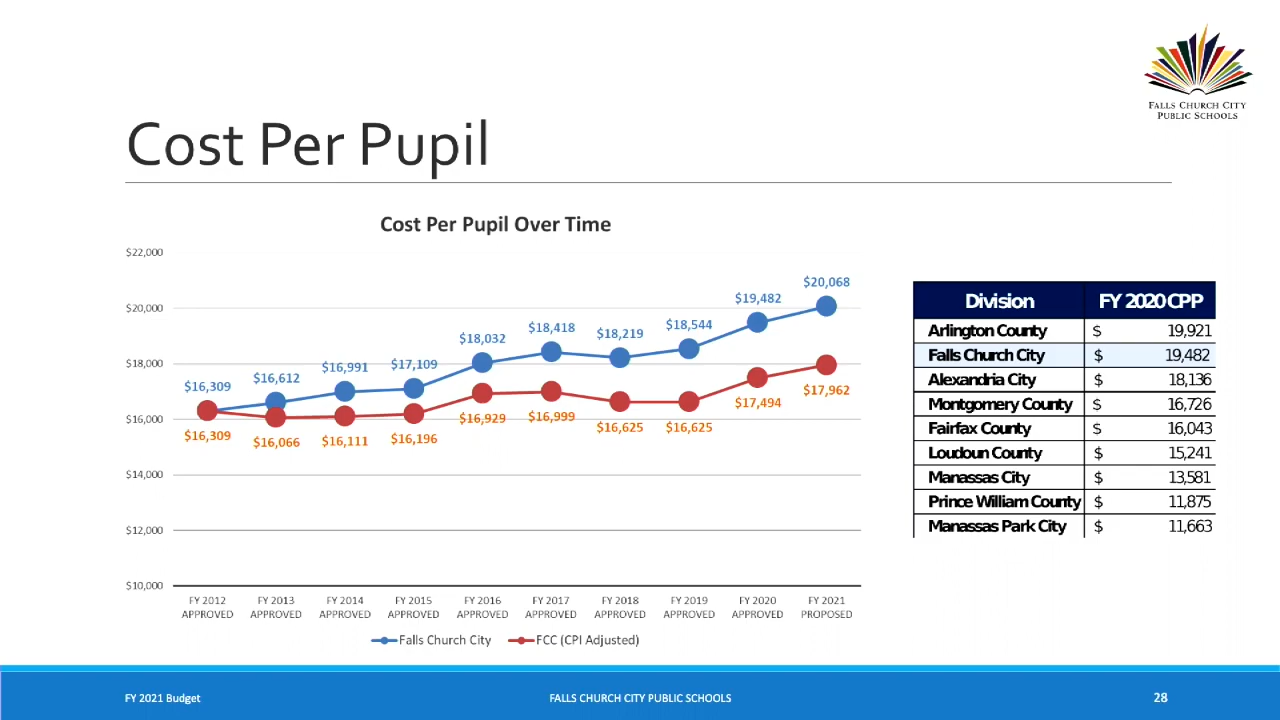 FALLS CHURCH CITY
PUBLIC SCHOOLS
Cost Per Pupil
Cost Per Pupil Over Time
$22,000
$20,000
$18,000
$16,000
$14,000
$12,000
$10,000
$16,309
$16,612
$16,991
$17,109
$18,032
$18,418
$18,219
$18,544
$19,482
$20,068
$16,309
$16,066
$16,111
$16,196
$16,929
$16,999
$16,625
$16,625
$17,494
$17,962
FY 2012 APPROVED
FY 2013 APPROVED
FY 2014 APPROVED
FY 2015 APPROVED
FY 2016 APPROVED
FY 2017 APPROVED
FY 2018 APPROVED
FY 2019 APPROVED
FY 2020 APPROVED
FY 2021 PROPOSED
Falls Church City FCC (CPI Adjusted)
Division FY 2020 CPP
Arlington County $ 19,921
Falls Church City $ 19,482
Alexandria City $ 18,136
Montgomery County $ 16,726
Fairfax County $ 16,043
Loudoun County $ 15,241
Manassas City $ 13,581
Prince William County $ 11,875
Manassas Park City $ 11,663
FY 2021 Budget FALLS CHURCH CITY PUBLIC SCHOOLS 28